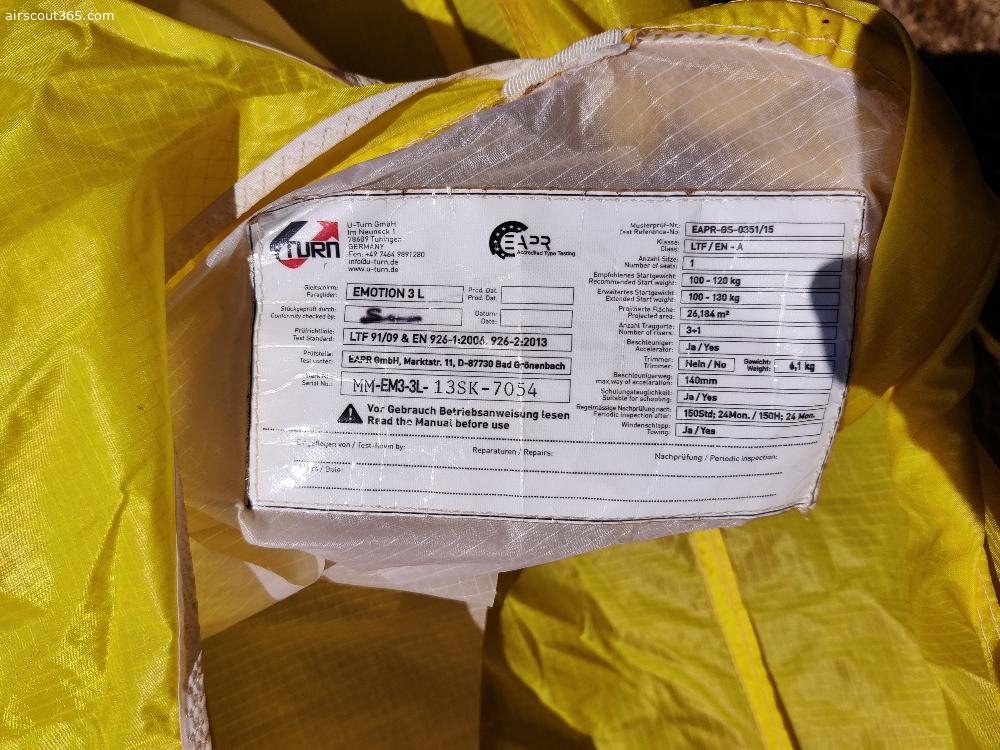 airscout365.com
TURN
U-Turn GmbH
Im Neuneck 1
78609 Tuningen
GERMANY
Fon: +49 7464 9891280
info@u-turn.de
www.u-turn.de
EAPR
Accredited Type Testing
Gleitschirm:
Paraglider:
EMOTION 3 L
Prod. Dat.
Prod. Dat.
Stückgeprüft durch:
Conformity checked by:
Datum:
Date:
Prüfrichtlinie:
Test Standard:
LTF 91/09 & EN 926-1:2006, 926-2:2013
Prüfstelle:
Test center:
EAPR GmbH, Marktstr. 11, D-87730 Bad Grönenbach
Serial No.:
MM-EM3-3L-13SK-7054
Vor Gebrauch Betriebsanweisung lesen
Read the Manual before use
Musterprüf-Nr.:
Test Reference-No.:
EAPR-GS-0351/15
Klasse:
Class:
LTF / EN - A
Anzahl Sitze:
Number of seats:
1
Empfohlenes Startgewicht:
Recommended Start weight:
100 - 120 kg
Erweitertes Startgewicht:
Extended Start weight:
100 - 130 kg
Projizierte Fläche:
Projected area:
26,184 m²
Anzahl Traggurte:
Number of risers:
3+1
Beschleuniger:
Accelerator:
Ja / Yes
Trimmer:
Trimmer:
Nein / No
Gewicht:
Weight:
6,1 kg
Beschleunigerweg:
max.way of accelaration:
140mm
Schulungstauglichkeit:
Suitable for schooling:
Ja / Yes
Regelmässige Nachprüfung nach:
Periodic inspection after:
150Std; 24Mon. / 150H; 24 Mon.
Windenschlepp:
Towing:
Ja / Yes
Eingeflogen von / Test-flown by:
Reparaturen / Repairs:
Nachprüfung / Periodic inspection:
/ Date: